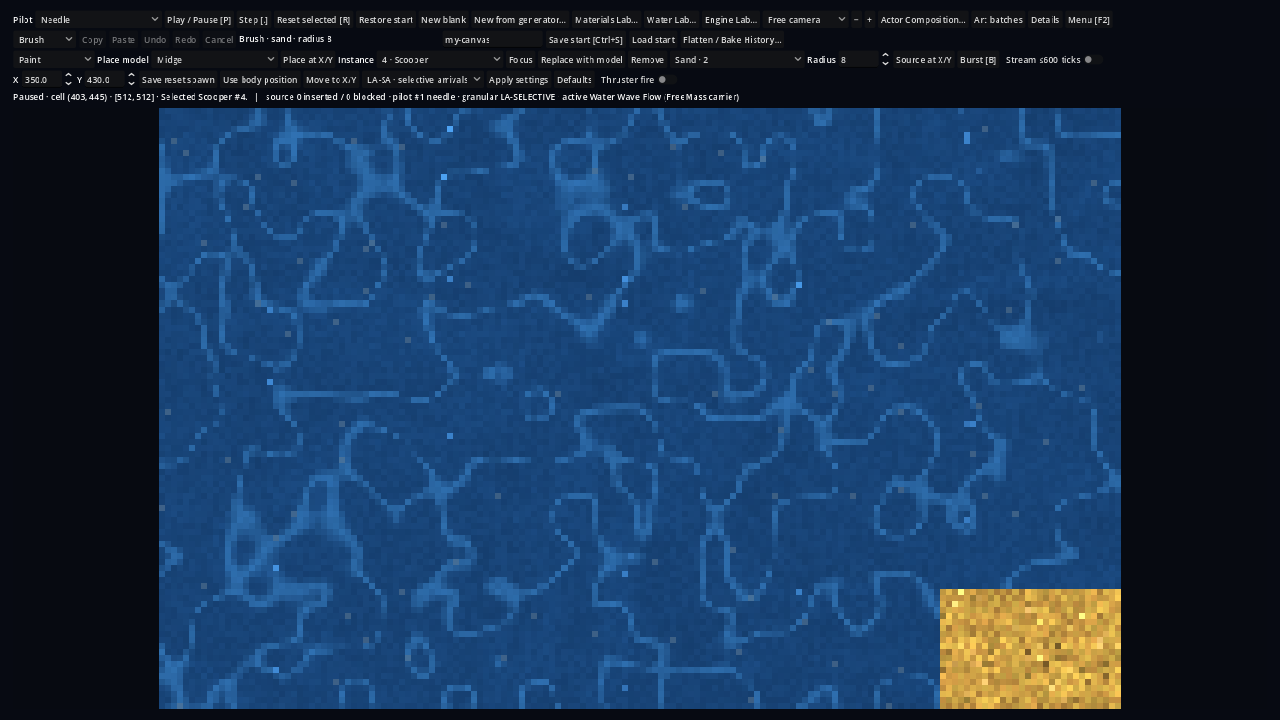 Pilot Needle Play / Pause [P] Step [.] Reset selected [R] Restore start New blank New from generator... Materials Lab... Water Lab... Engine Lab... Free camera − + Actor Composition... Art batches Details Menu [F2]
Brush Copy Paste Undo Redo Cancel Brush · sand · radius 8 my-canvas Save start [Ctrl+S] Load start Flatten / Bake History...
Paint Place model Midge Place at X/Y Instance 4 · Scooper Focus Replace with model Remove Sand · 2 Radius 8 Source at X/Y Burst [B] Stream ≤600 ticks
X 350.0 Y 430.0 Save resets pawn Use body position Move to X/Y LA-SA · selective arrivals Apply settings Defaults Thruster fire
Paused · cell (403, 445) · [512, 512] · Selected Scooper #4. | source 0 inserted / 0 blocked · pilot #1 needle · granular LA-SELECTIVE active Water Wave Flow (Free Mass carrier)